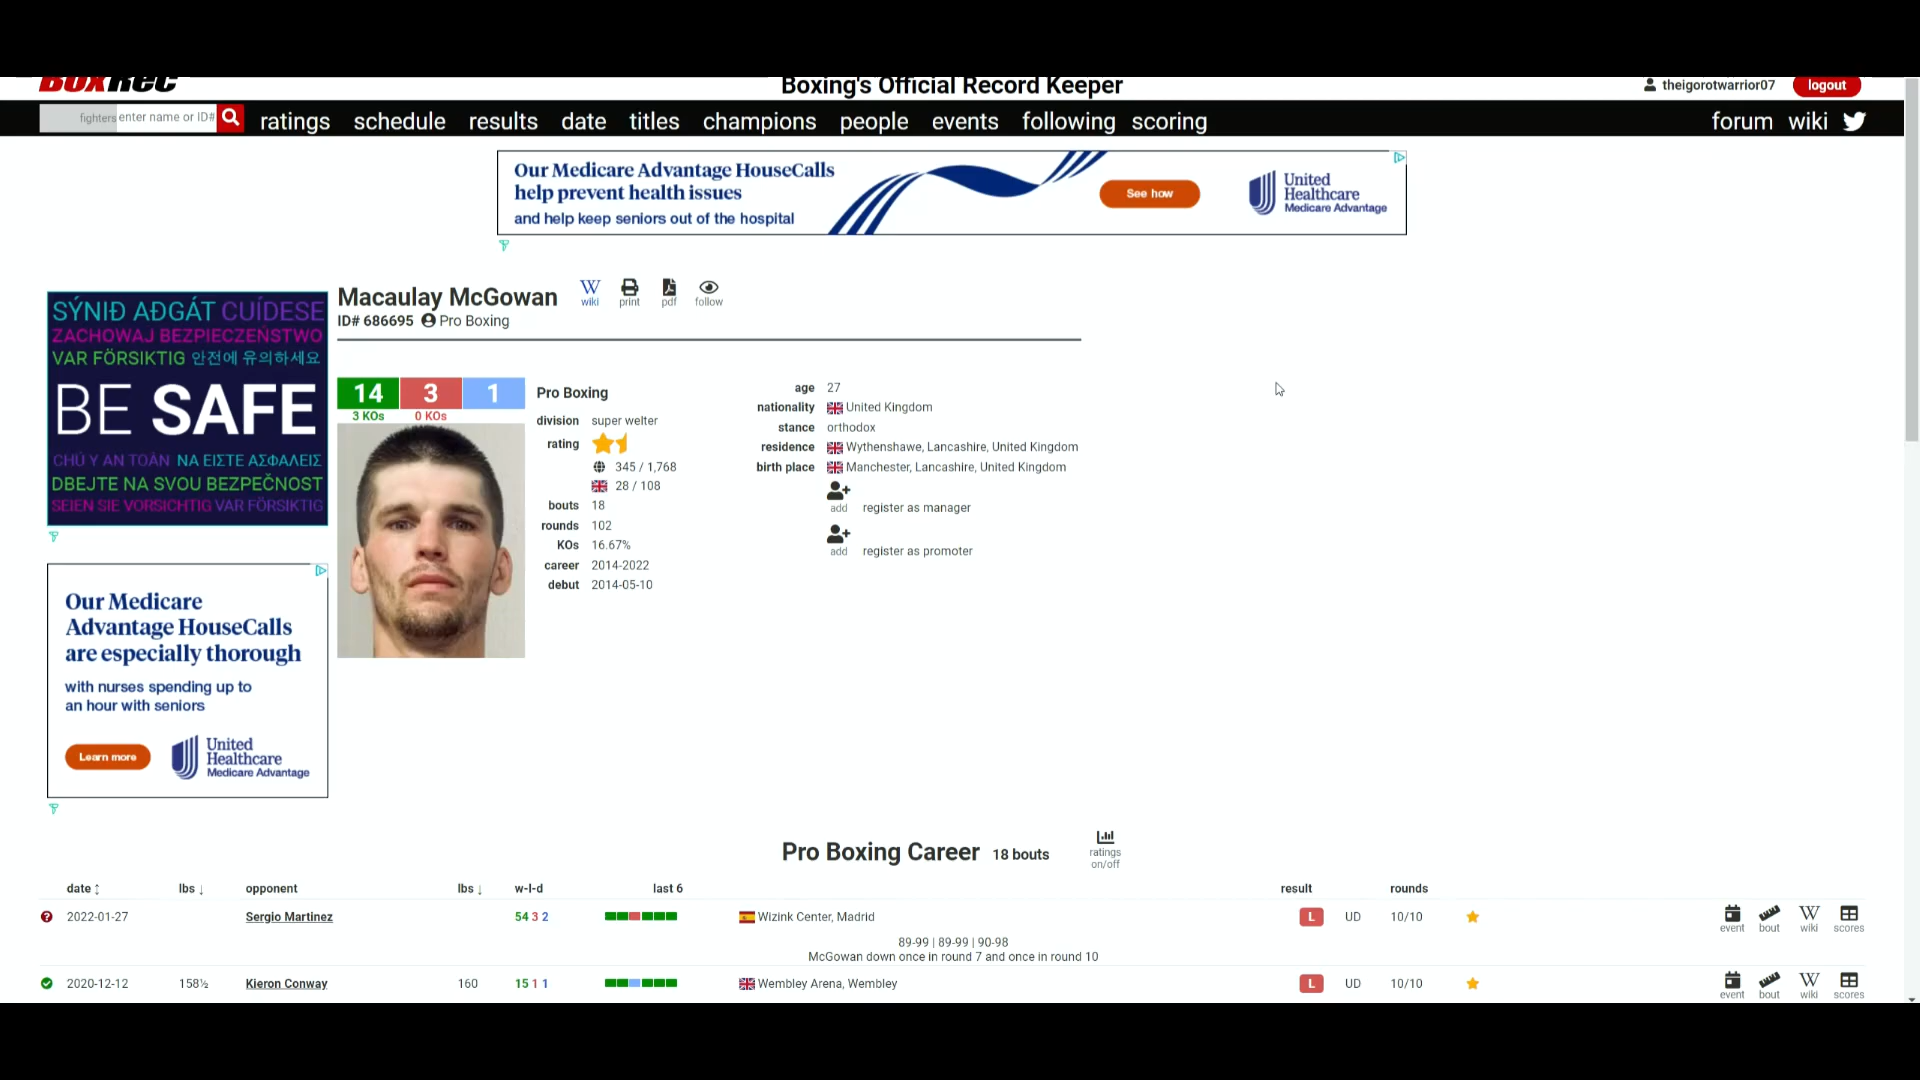 BoxRec
Boxing's Official Record Keeper
theigorotwarrior07 logout
fighters enter name or ID# ratings schedule results date titles champions people events following scoring forum wiki
Our Medicare Advantage HouseCalls
help prevent health issues
and help keep seniors out of the hospital
See how
United
Healthcare
Medicare Advantage
Macaulay McGowan
wiki print pdf follow
ID# 686695 Pro Boxing
SÝNIÐ AÐGÁT CUÍDESE
ZACHOWAJ BEZPIECZEŃSTWO
VAR FÖRSIKTIG 안전에 유의하세요
BE SAFE
CHÚ Ý AN TOÀN ΝΑ ΕΙΣΤΕ ΑΣΦΑΛΕΙΣ
DBEJTE NA SVOU BEZPEČNOST
SEIEN SIE VORSICHTIG VAR FÖRSIKTIG
14 3 1
3 KOs 0 KOs
Pro Boxing
division super welter
rating
345 / 1,768
28 / 108
bouts 18
rounds 102
KOs 16.67%
career 2014-2022
debut 2014-05-10
age 27
nationality United Kingdom
stance orthodox
residence Wythenshawe, Lancashire, United Kingdom
birth place Manchester, Lancashire, United Kingdom
add register as manager
add register as promoter
Our Medicare
Advantage HouseCalls
are especially thorough
with nurses spending up to
an hour with seniors
Learn more
United
Healthcare
Medicare Advantage
Pro Boxing Career 18 bouts
ratings
on/off
date lbs opponent lbs w-l-d last 6 result rounds
2022-01-27 Sergio Martinez 54 3 2 Wizink Center, Madrid L UD 10/10
event bout wiki scores
89-99 | 89-99 | 90-98
McGowan down once in round 7 and once in round 10
2020-12-12 158½ Kieron Conway 160 15 1 1 Wembley Arena, Wembley L UD 10/10
event bout wiki scores